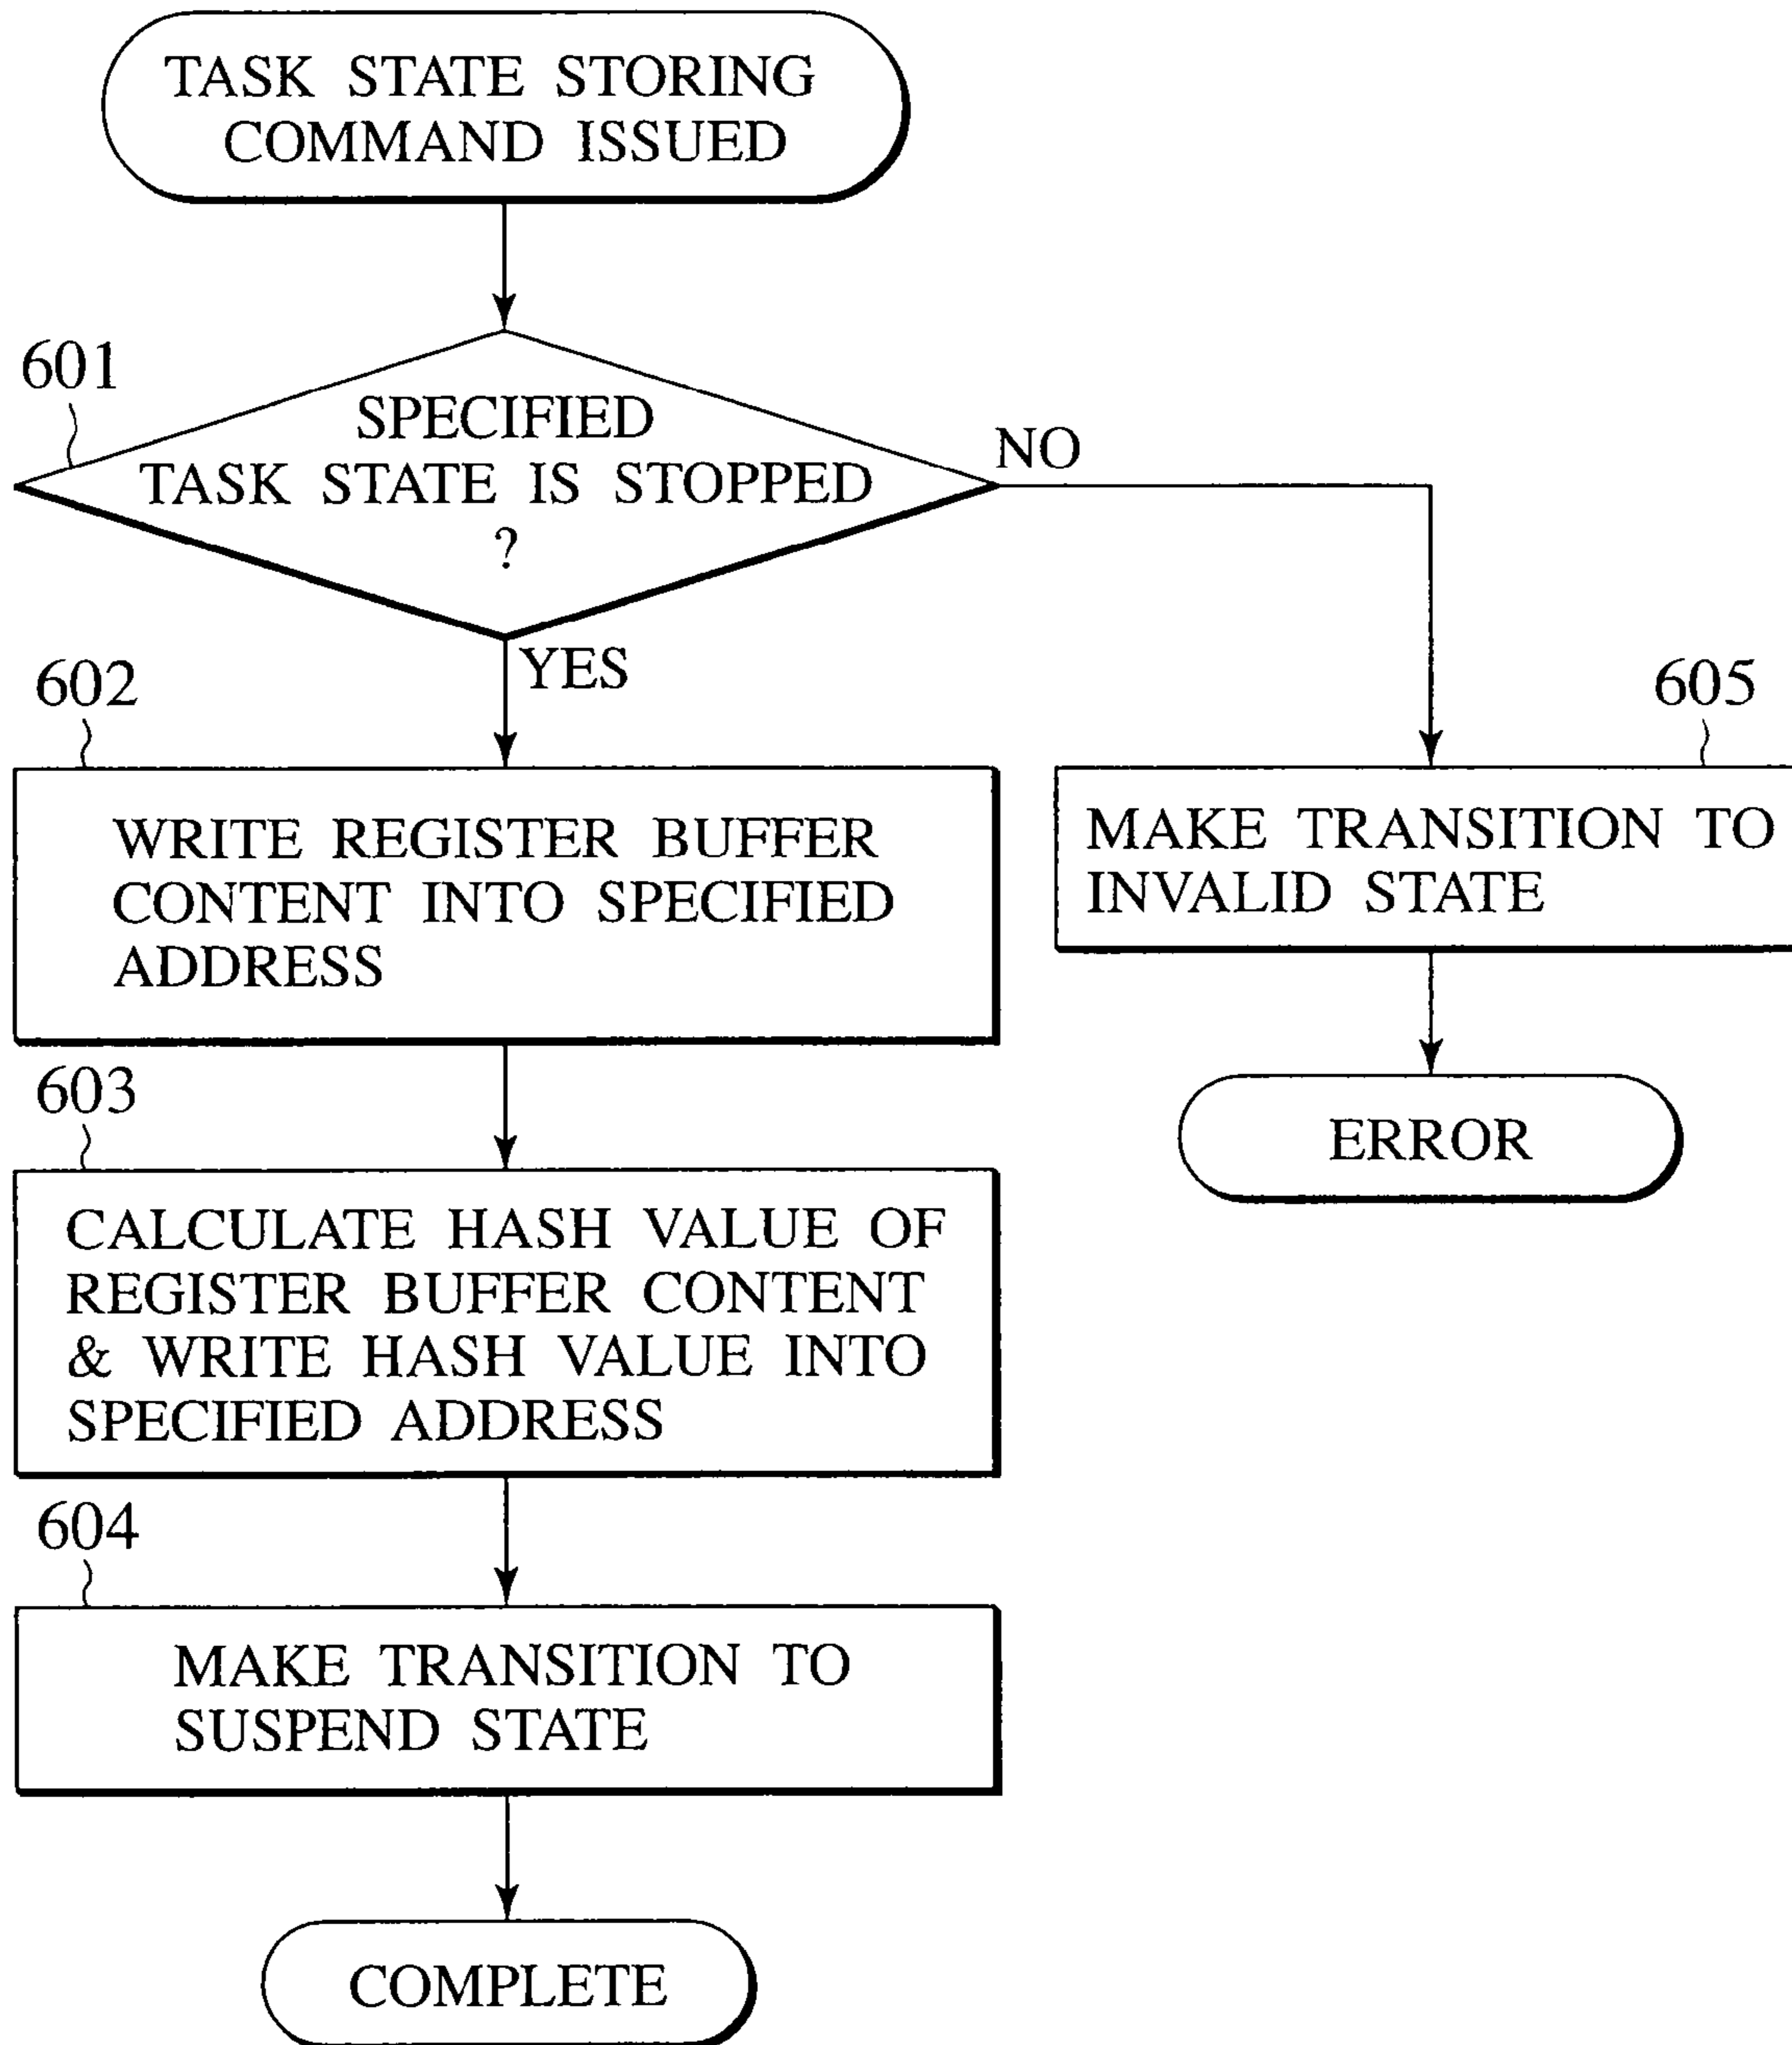 TASK STATE STORING
COMMAND ISSUED
601
SPECIFIED
TASK STATE IS STOPPED
?
NO
YES
602
WRITE REGISTER BUFFER
CONTENT INTO SPECIFIED
ADDRESS
605
MAKE TRANSITION TO
INVALID STATE
ERROR
603
CALCULATE HASH VALUE OF
REGISTER BUFFER CONTENT
& WRITE HASH VALUE INTO
SPECIFIED ADDRESS
604
MAKE TRANSITION TO
SUSPEND STATE
COMPLETE